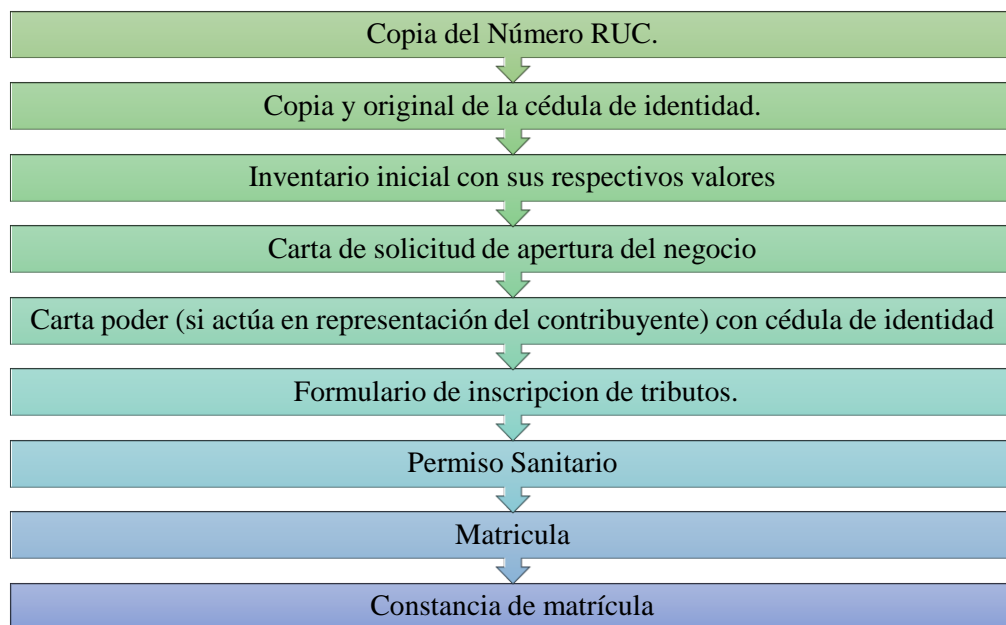 Copia del Número RUC.
Copia y original de la cédula de identidad.
Inventario inicial con sus respectivos valores
Carta de solicitud de apertura del negocio
Carta poder (si actúa en representación del contribuyente) con cédula de identidad
Formulario de inscripcion de tributos.
Permiso Sanitario
Matricula
Constancia de matrícula